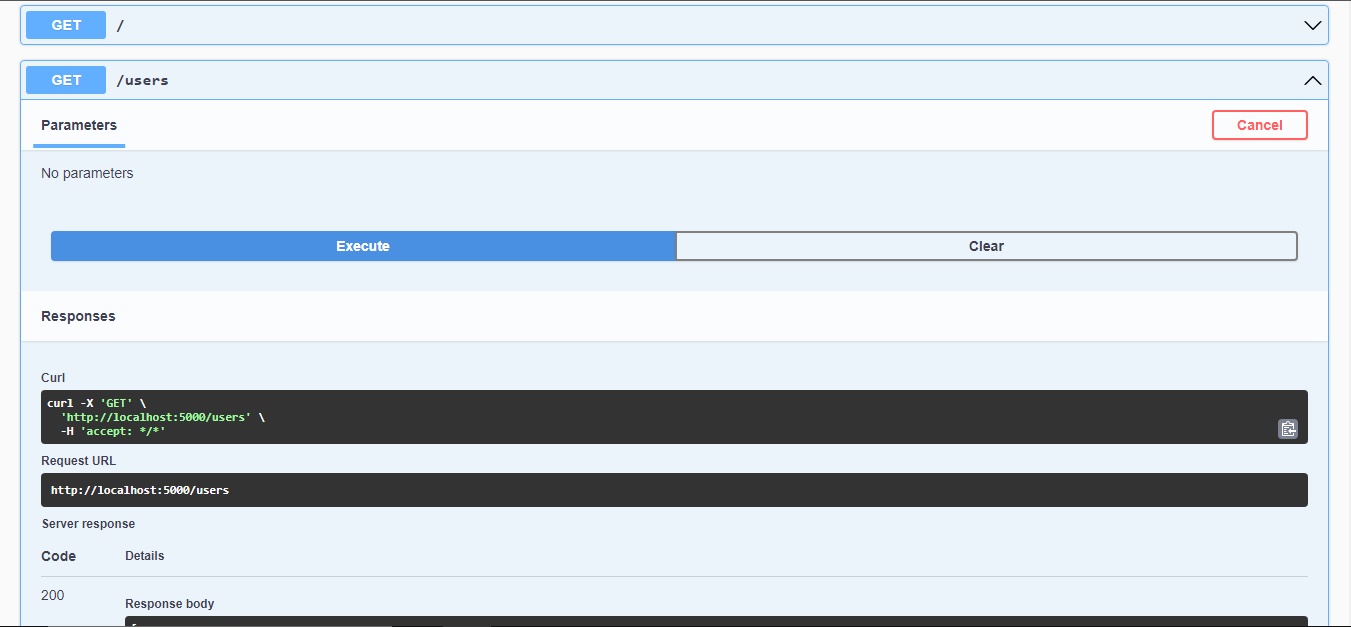 GET /
GET /users
Parameters
Cancel
No parameters
Execute
Clear
Responses
Curl
curl -X 'GET' \
  'http://localhost:5000/users' \
  -H 'accept: */*'
Request URL
http://localhost:5000/users
Server response
Code Details
200
Response body